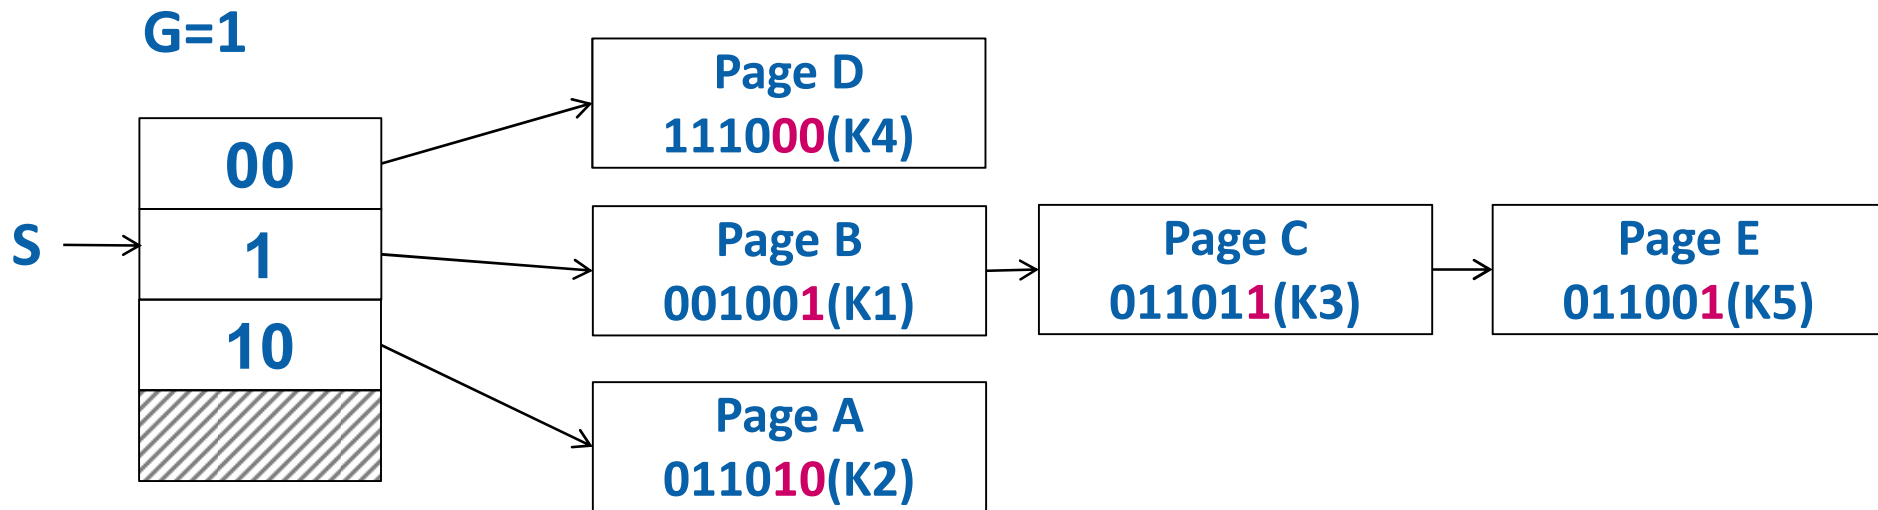 G=1
00
S
1
10
Page D
111000(K4)
Page B
001001(K1)
Page C
011011(K3)
Page E
011001(K5)
Page A
011010(K2)